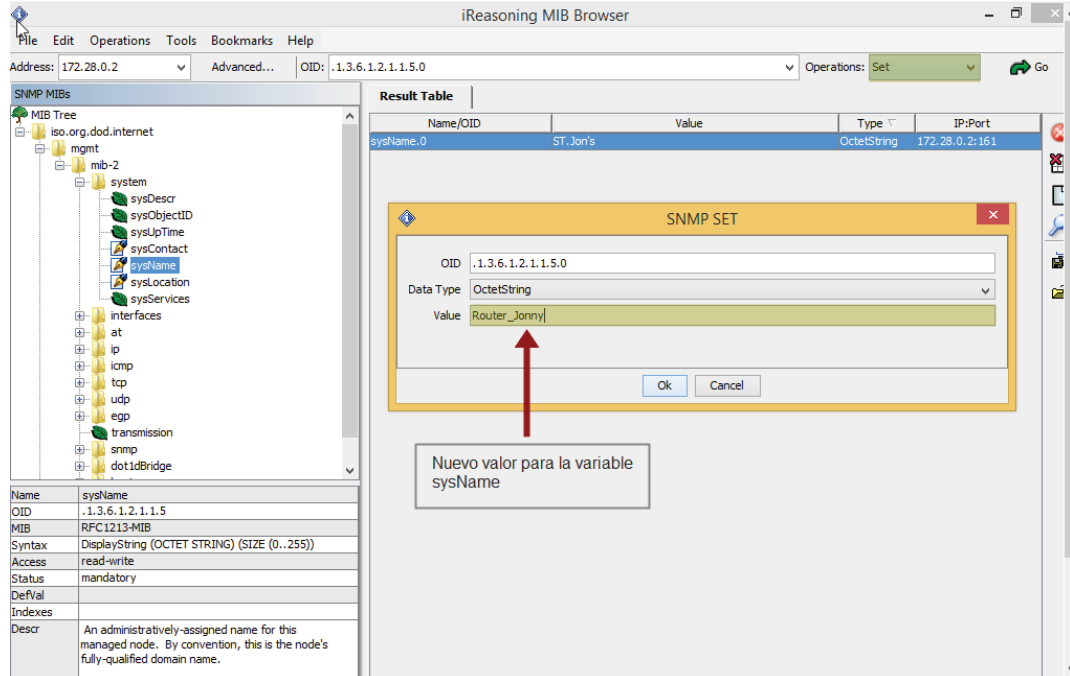 iReasoning MIB Browser
File Edit Operations Tools Bookmarks Help
Address: 172.28.0.2 Advanced... OID: .1.3.6.1.2.1.1.5.0 Operations: Set Go
SNMP MIBs
MIB Tree
iso.org.dod.internet
mgmt
mib-2
system
sysDescr
sysObjectID
sysUpTime
sysContact
sysName
sysLocation
sysServices
interfaces
at
ip
icmp
tcp
udp
egp
transmission
snmp
dot1dBridge
Name sysName
OID .1.3.6.1.2.1.1.5
MIB RFC1213-MIB
Syntax DisplayString (OCTET STRING) (SIZE (0..255))
Access read-write
Status mandatory
DefVal
Indexes
Descr An administratively-assigned name for this
managed node. By convention, this is the node's
fully-qualified domain name.
Result Table
Name/OID Value Type IP:Port
sysName.0 ST.Jon's OctetString 172.28.0.2:161
SNMP SET
OID .1.3.6.1.2.1.1.5.0
Data Type OctetString
Value Router_Jonny
Ok Cancel
Nuevo valor para la variable
sysName